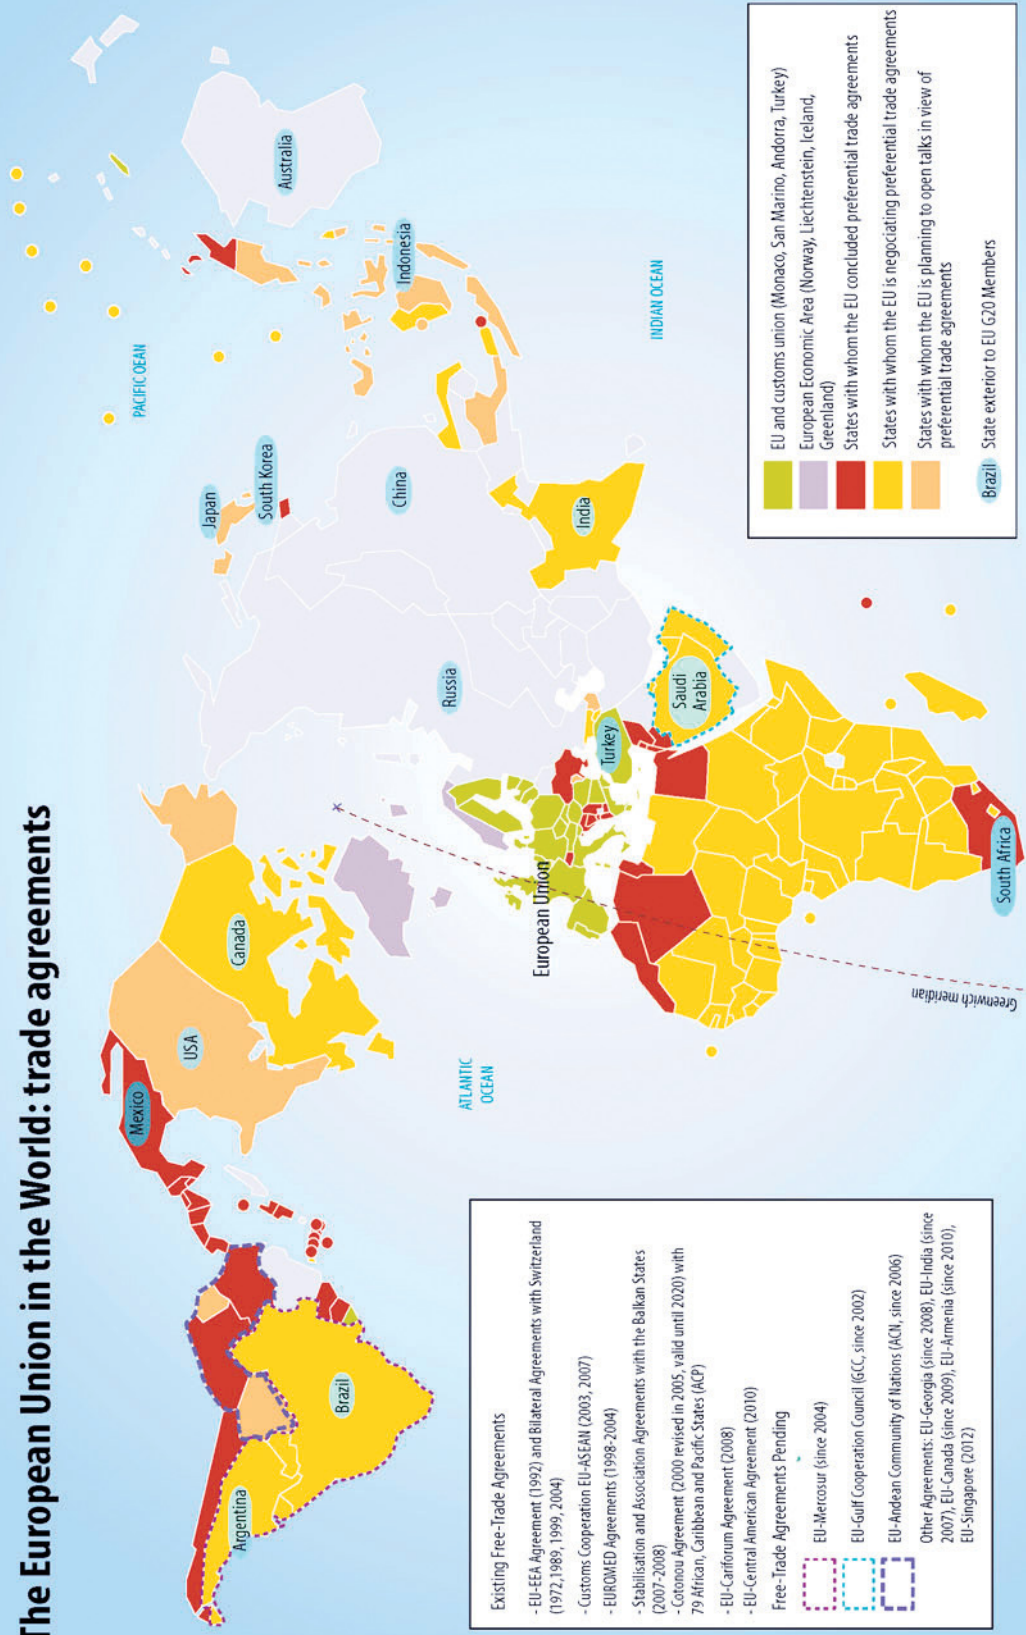 The European Union in the World: trade agreements
PACIFIC OEAN
Australia
Indonesia
INDIAN OCEAN
Japan
South Korea
China
India
Russia
Saudi
Arabia
Turkey
European Union
South Africa
Greenwich meridian
Canada
USA
Mexico
ATLANTIC
OCEAN
Brazil
Argentina
Existing Free-Trade Agreements
- EU-EEA Agreement (1992) and Bilateral Agreements with Switzerland
(1972,1989, 1999, 2004)
- Customs Cooperation EU-ASEAN (2003, 2007)
- EUROMED Agreements (1998-2004)
- Stabilisation and Association Agreements with the Balkan States
(2007-2008)
- Cotonou Agreement (2000 revised in 2005, valid until 2020) with
79 African, Caribbean and Pacific States (ACP)
- EU-Cariforum Agreement (2008)
- EU-Central American Agreement (2010)
Free-Trade Agreements Pending
EU-Mercosur (since 2004)
EU-Gulf Cooperation Council (GCC, since 2002)
EU-Andean Community of Nations (ACN, since 2006)
Other Agreements: EU-Georgia (since 2008), EU-India (since
2007), EU-Canada (since 2009), EU-Armenia (since 2010),
EU-Singapore (2012)
EU and customs union (Monaco, San Marino, Andorra, Turkey)
European Economic Area (Norway, Liechtenstein, Iceland,
Greenland)
States with whom the EU concluded preferential trade agreements
States with whom the EU is negotiating preferential trade agreements
States with whom the EU is planning to open talks in view of
preferential trade agreements
Brazil State exterior to EU G20 Members